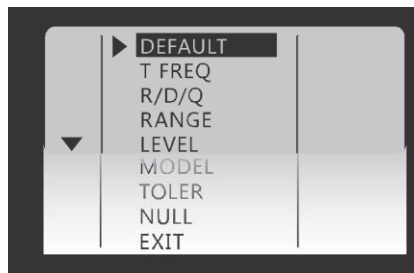 DEFAULT
T FREQ
R/D/Q
RANGE
LEVEL
MODEL
TOLER
NULL
EXIT